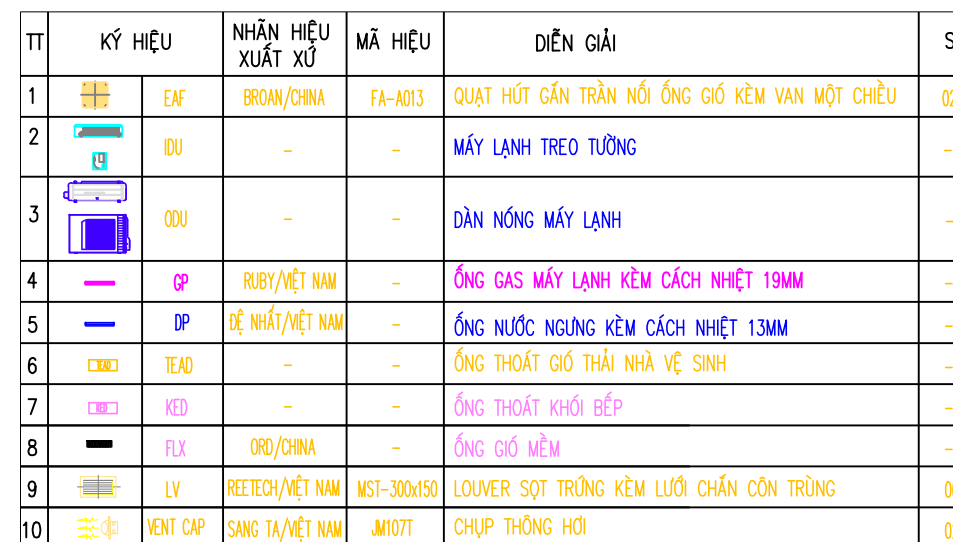 TT KÝ HIỆU NHÃN HIỆU XUẤT XỨ MÃ HIỆU DIỄN GIẢI S
1 EAF BROAN/CHINA FA-A013 QUẠT HÚT GẮN TRẦN NỐI ỐNG GIÓ KÈM VAN MỘT CHIỀU
2 IDU - - MÁY LẠNH TREO TƯỜNG -
3 ODU - - DÀN NÓNG MÁY LẠNH -
4 GP RUBY/VIỆT NAM - ỐNG GAS MÁY LẠNH KÈM CÁCH NHIỆT 19MM -
5 DP ĐỆ NHẤT/VIỆT NAM - ỐNG NƯỚC NGƯNG KÈM CÁCH NHIỆT 13MM -
6 TEAD TEAD - - ỐNG THOÁT GIÓ THẢI NHÀ VỆ SINH -
7 KED KED - - ỐNG THOÁT KHÓI BẾP -
8 FLX ORD/CHINA - ỐNG GIÓ MỀM -
9 LV REETECH/VIỆT NAM MST-300x150 LOUVER SỌT TRỨNG KÈM LƯỚI CHẮN CÔN TRÙNG
10 VENT CAP SANG TA/VIỆT NAM JM107T CHỤP THÔNG HƠI